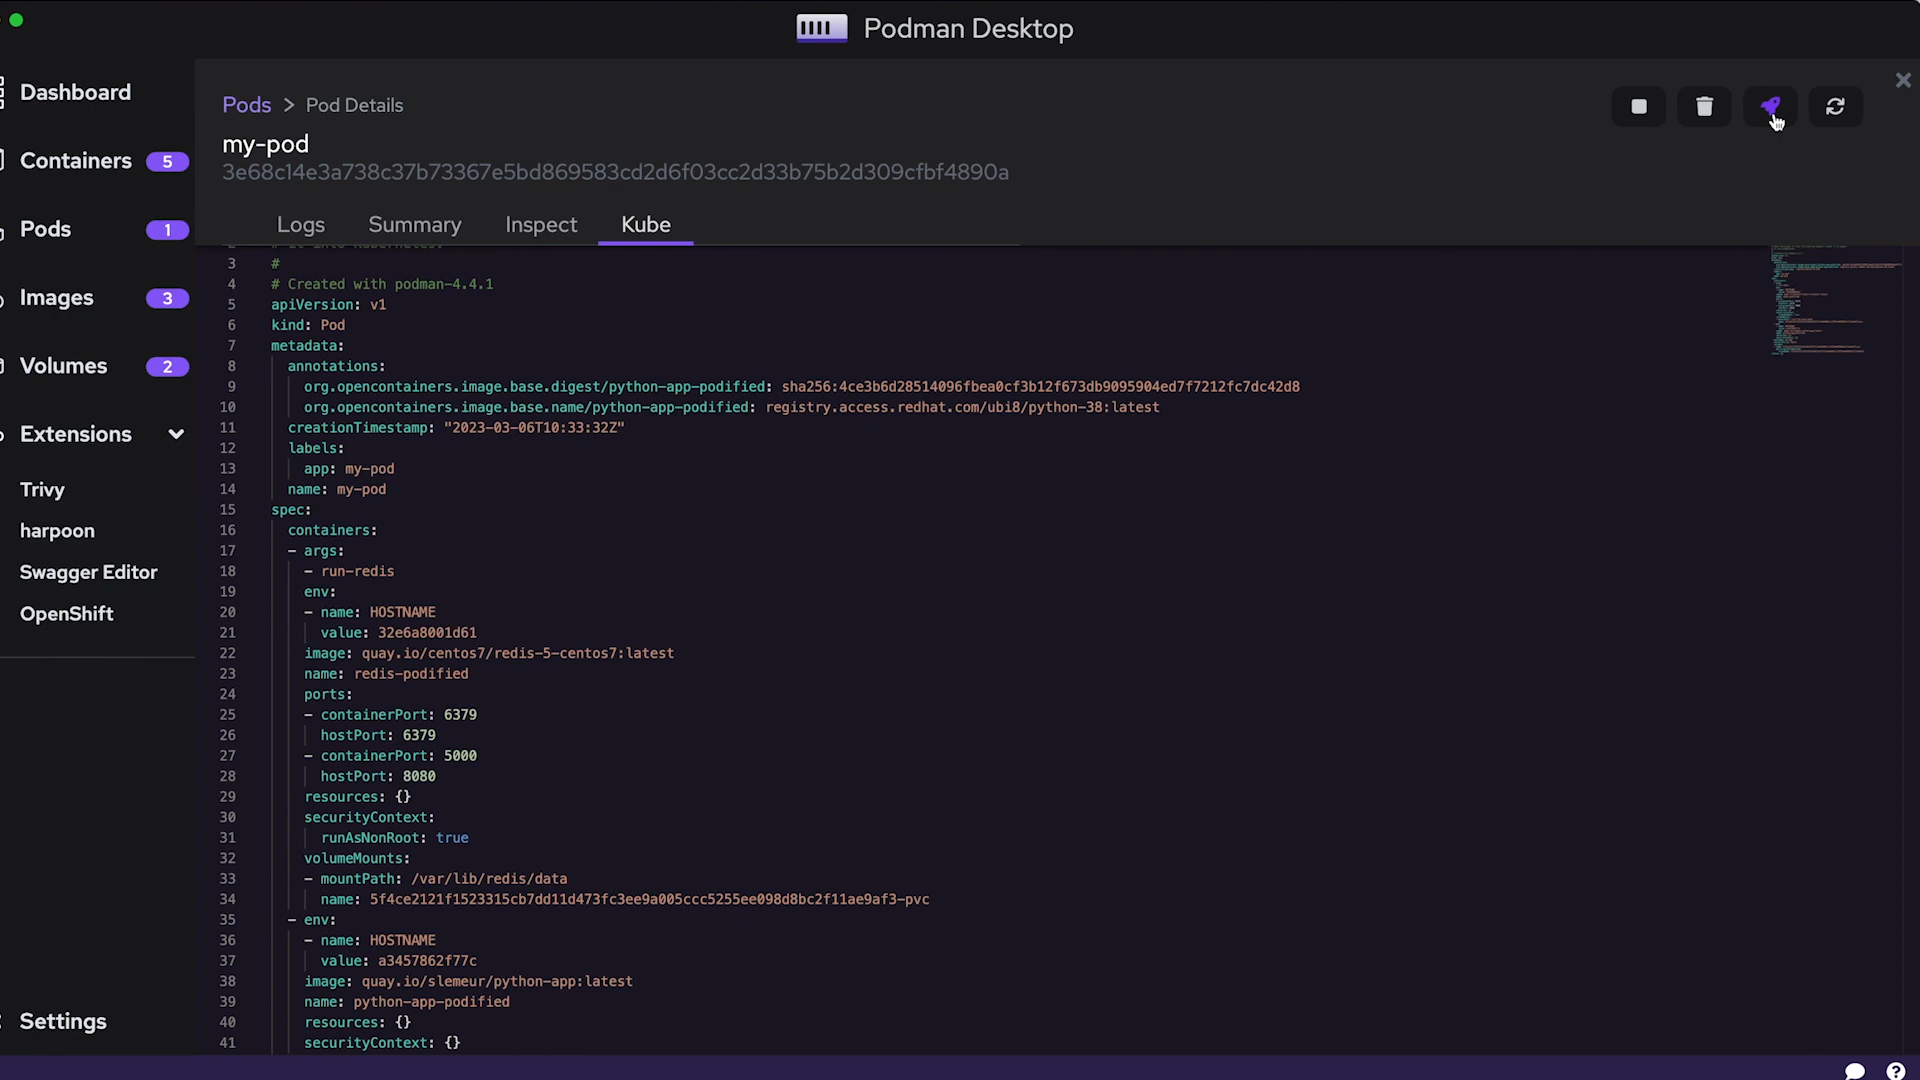 Podman Desktop
Dashboard
Containers 5
Pods 1
Images 3
Volumes 2
Extensions
Trivy
harpoon
Swagger Editor
OpenShift
Settings
Pods > Pod Details
my-pod
3e68c14e3a738c37b73367e5bd869583cd2d6f03cc2d33b75b2d309cfbf4890a
Logs Summary Inspect Kube
3 #
4 # Created with podman-4.4.1
5 apiVersion: v1
6 kind: Pod
7 metadata:
8 annotations:
9 org.opencontainers.image.base.digest/python-app-podified: sha256:4ce3b6d28514096fbea0cf3b12f673db9095904ed7f7212fc7dc42d8
10 org.opencontainers.image.base.name/python-app-podified: registry.access.redhat.com/ubi8/python-38:latest
11 creationTimestamp: "2023-03-06T10:33:32Z"
12 labels:
13 app: my-pod
14 name: my-pod
15 spec:
16 containers:
17 - args:
18 - run-redis
19 env:
20 - name: HOSTNAME
21 value: 32e6a8001d61
22 image: quay.io/centos7/redis-5-centos7:latest
23 name: redis-podified
24 ports:
25 - containerPort: 6379
26 hostPort: 6379
27 - containerPort: 5000
28 hostPort: 8080
29 resources: {}
30 securityContext:
31 runAsNonRoot: true
32 volumeMounts:
33 - mountPath: /var/lib/redis/data
34 name: 5f4ce2121f1523315cb7dd11d473fc3ee9a005ccc5255ee098d8bc2f11ae9af3-pvc
35 - env:
36 - name: HOSTNAME
37 value: a3457862f77c
38 image: quay.io/slemeur/python-app:latest
39 name: python-app-podified
40 resources: {}
41 securityContext: {}